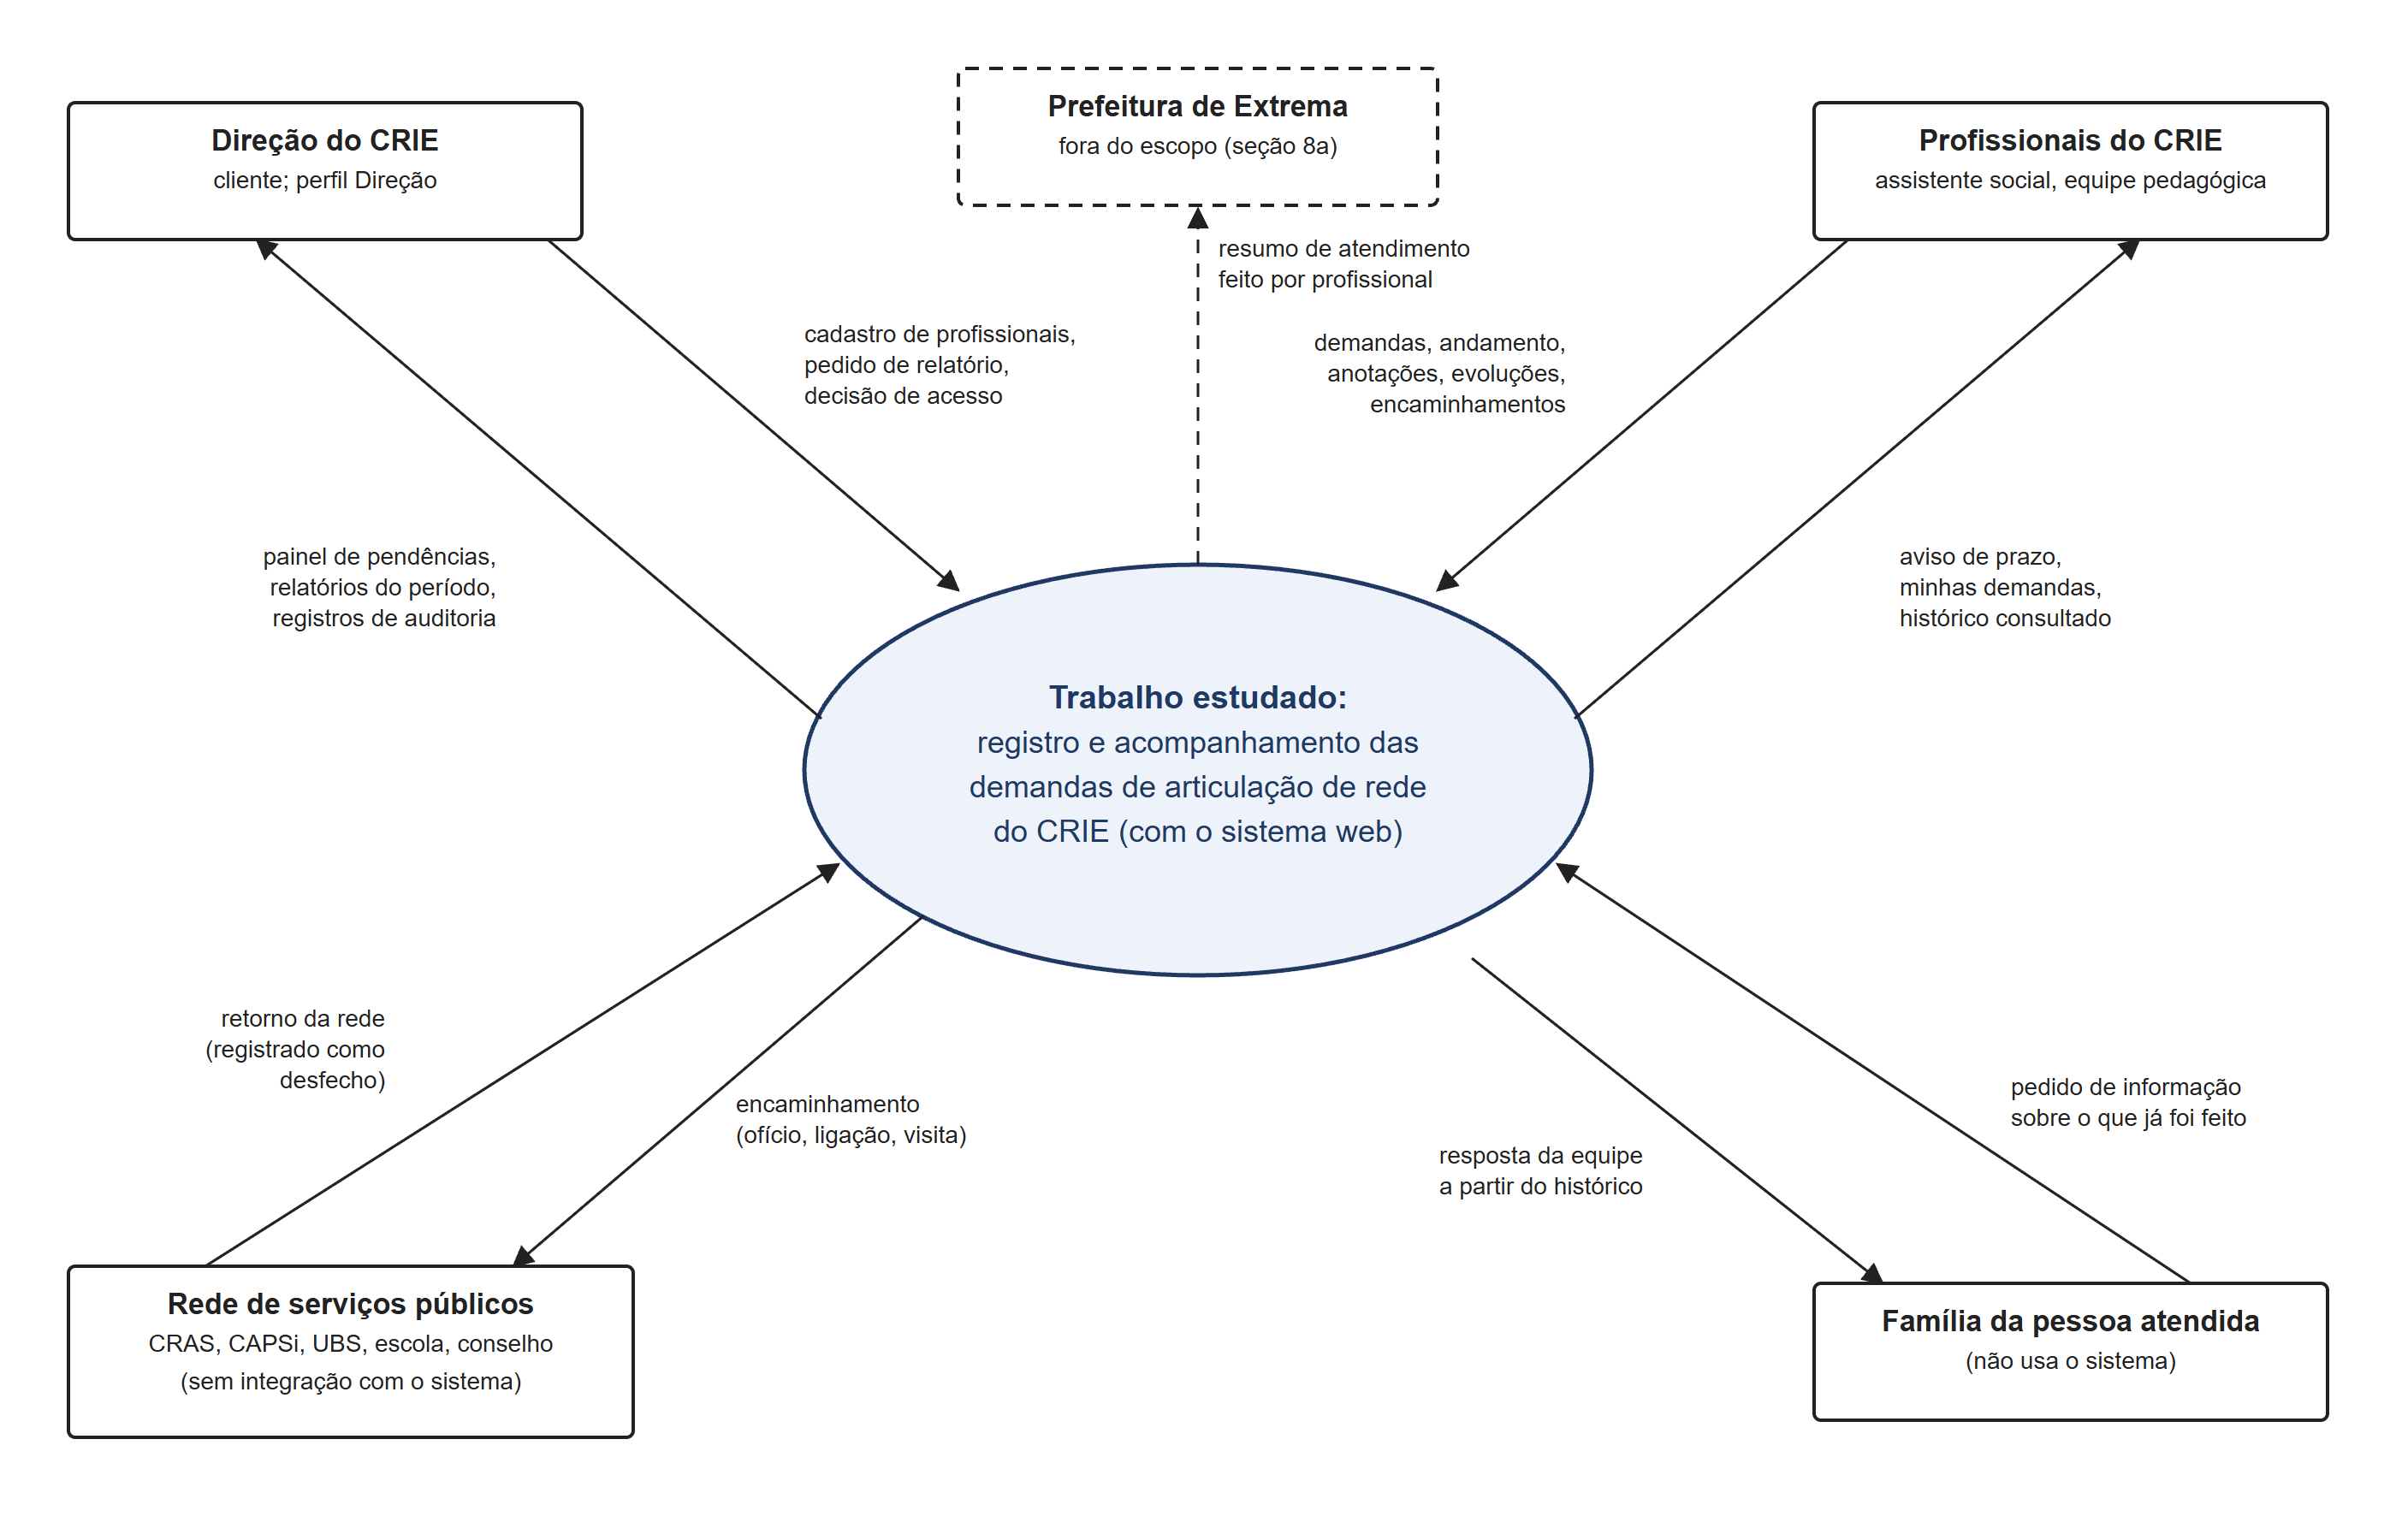 Prefeitura de Extrema
fora do escopo (seção 8a)
Direção do CRIE
cliente; perfil Direção
Profissionais do CRIE
assistente social, equipe pedagógica
resumo de atendimento
feito por profissional
cadastro de profissionais,
pedido de relatório,
decisão de acesso
demandas, andamento,
anotações, evoluções,
encaminhamentos
painel de pendências,
relatórios do período,
registros de auditoria
aviso de prazo,
minhas demandas,
histórico consultado
Trabalho estudado:
registro e acompanhamento das
demandas de articulação de rede
do CRIE (com o sistema web)
retorno da rede
(registrado como
desfecho)
encaminhamento
(ofício, ligação, visita)
resposta da equipe
a partir do histórico
pedido de informação
sobre o que já foi feito
Rede de serviços públicos
CRAS, CAPSi, UBS, escola, conselho
(sem integração com o sistema)
Família da pessoa atendida
(não usa o sistema)